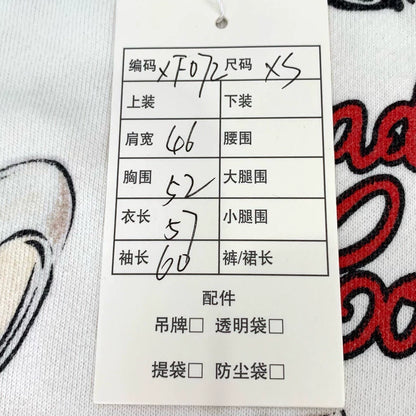 编码 XF072 尺码 XS
上装 下装
肩宽 46 腰围
胸围 52 大腿围
衣长 57 小腿围
袖长 60 裤/裙长
配件
吊牌□ 透明袋□
提袋□ 防尘袋□